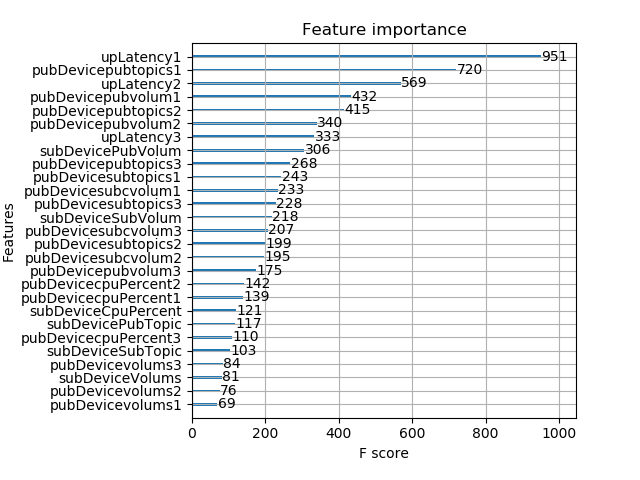 Feature importance
upLatency1 951
pubDevicepubtopics1 720
upLatency2 569
pubDevicepubvolum1 432
pubDevicepubtopics2 415
pubDevicepubvolum2 340
upLatency3 333
subDevicePubVolum 306
pubDevicepubtopics3 268
pubDevicesubtopics1 243
pubDevicesubcvolum1 233
pubDevicesubtopics3 228
subDeviceSubVolum 218
pubDevicesubcvolum3 207
pubDevicesubtopics2 199
pubDevicesubcvolum2 195
pubDevicepubvolum3 175
pubDevicecpuPercent2 142
pubDevicecpuPercent1 139
subDeviceCpuPercent 121
subDevicePubTopic 117
pubDevicecpuPercent3 110
subDeviceSubTopic 103
pubDevicevolums3 84
subDeviceVolums 81
pubDevicevolums2 76
pubDevicevolums1 69
Features
0 200 400 600 800 1000
F score